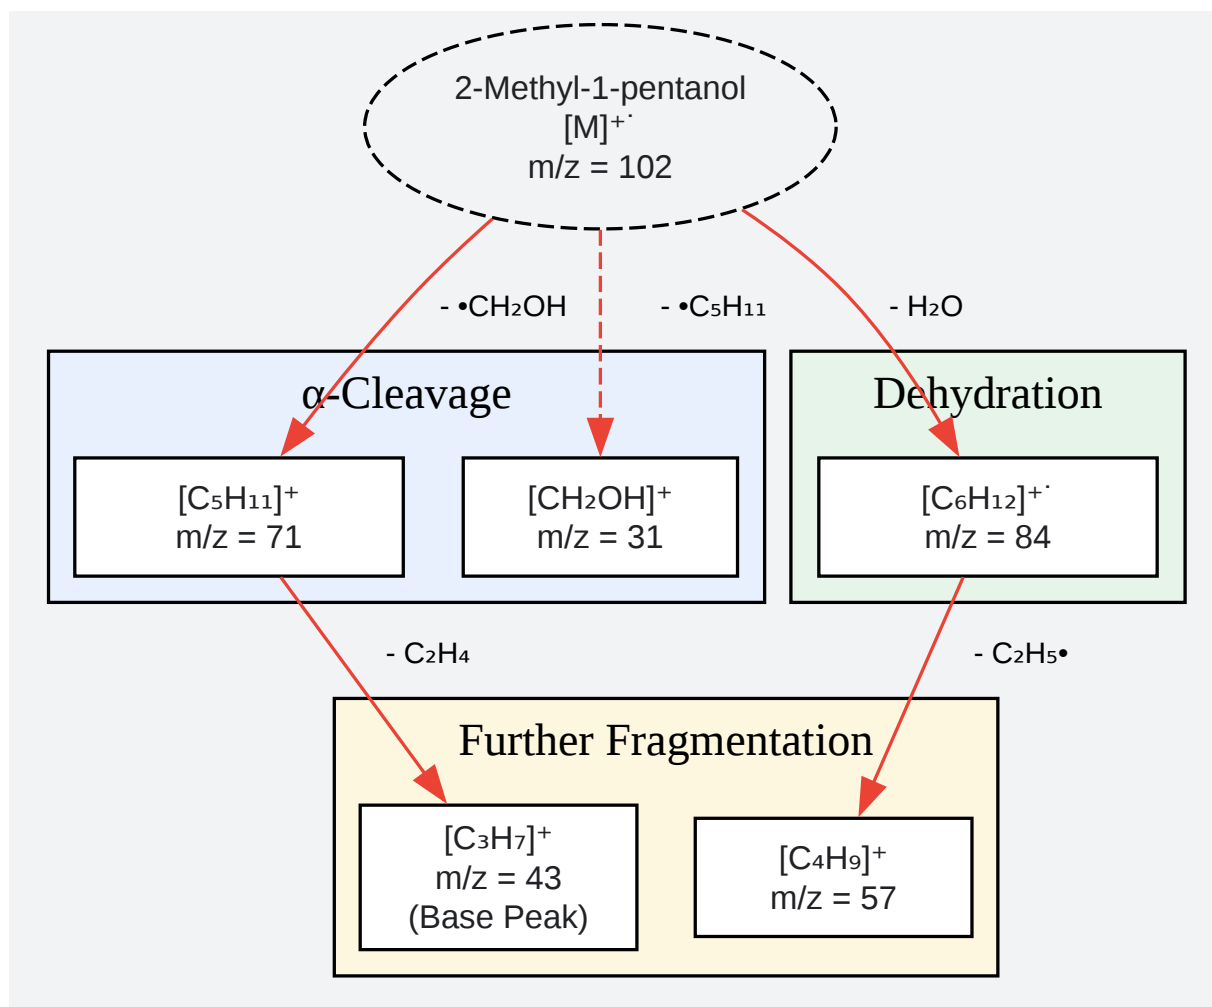 2-Methyl-1-pentanol
[M]⁺˙
m/z = 102
- •CH₂OH
- •C₅H₁₁
- H₂O
α-Cleavage
Dehydration
[C₅H₁₁]⁺
m/z = 71
[CH₂OH]⁺
m/z = 31
[C₆H₁₂]⁺˙
m/z = 84
- C₂H₄
- C₂H₅•
Further Fragmentation
[C₃H₇]⁺
m/z = 43
(Base Peak)
[C₄H₉]⁺
m/z = 57